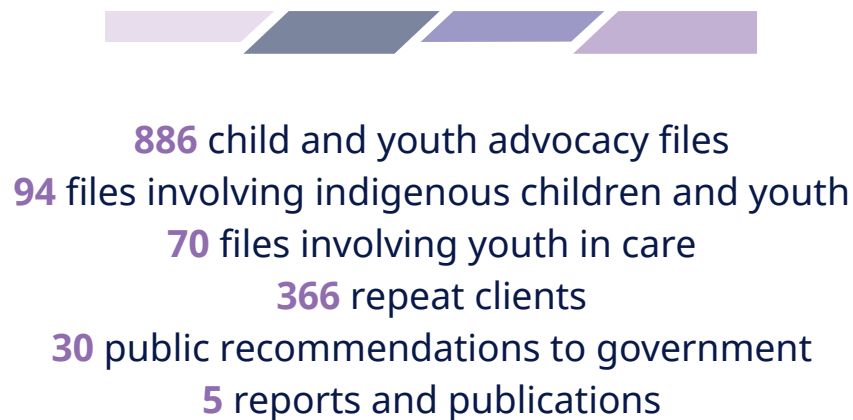 886 child and youth advocacy files
94 files involving indigenous children and youth
70 files involving youth in care
366 repeat clients
30 public recommendations to government
5 reports and publications